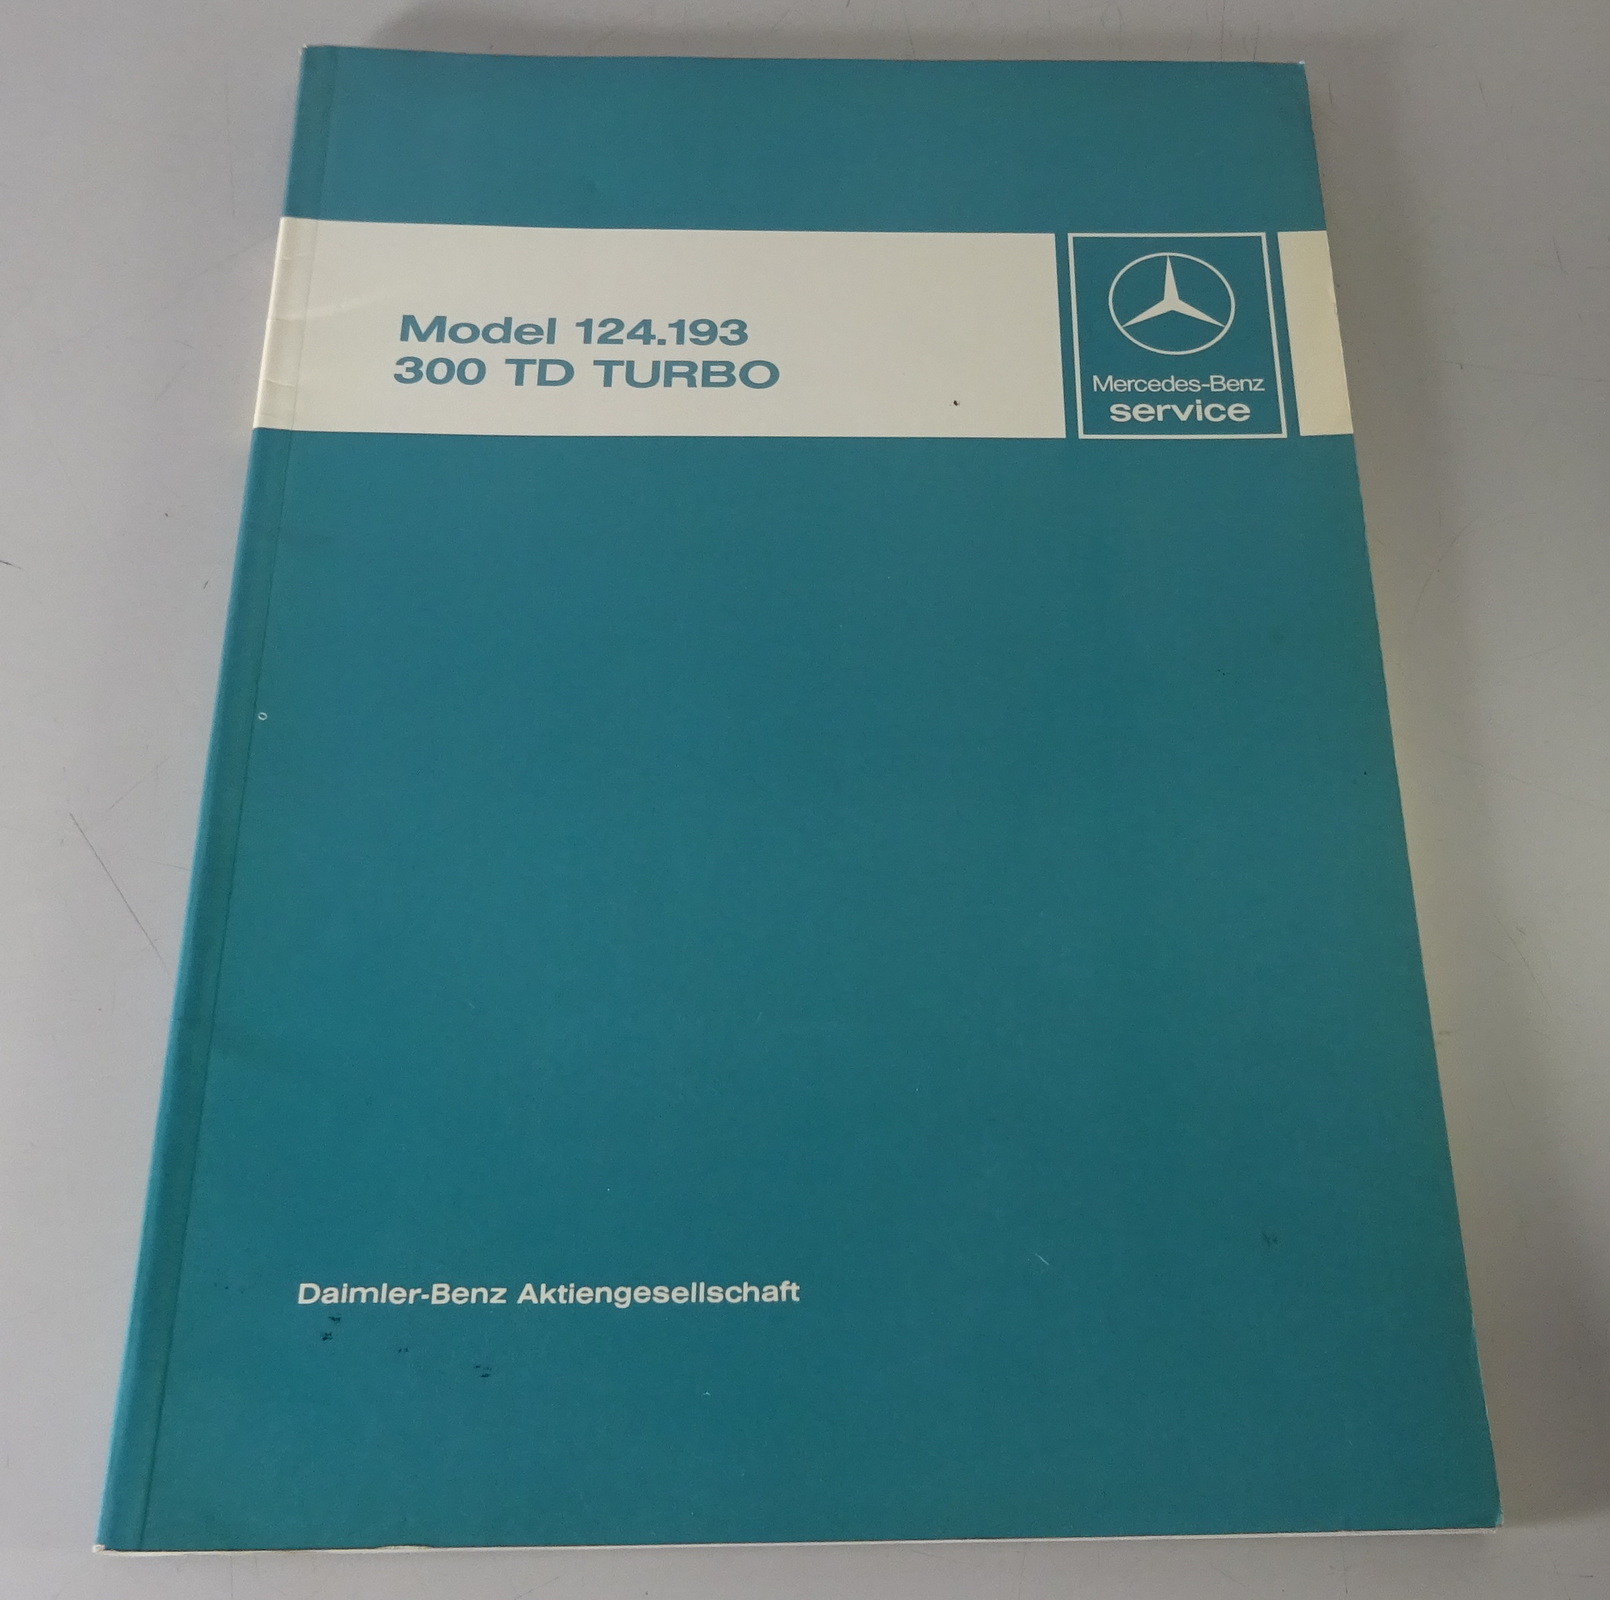 Model 124.193
300 TD TURBO
Mercedes-Benz
service
Daimler-Benz Aktiengesellschaft